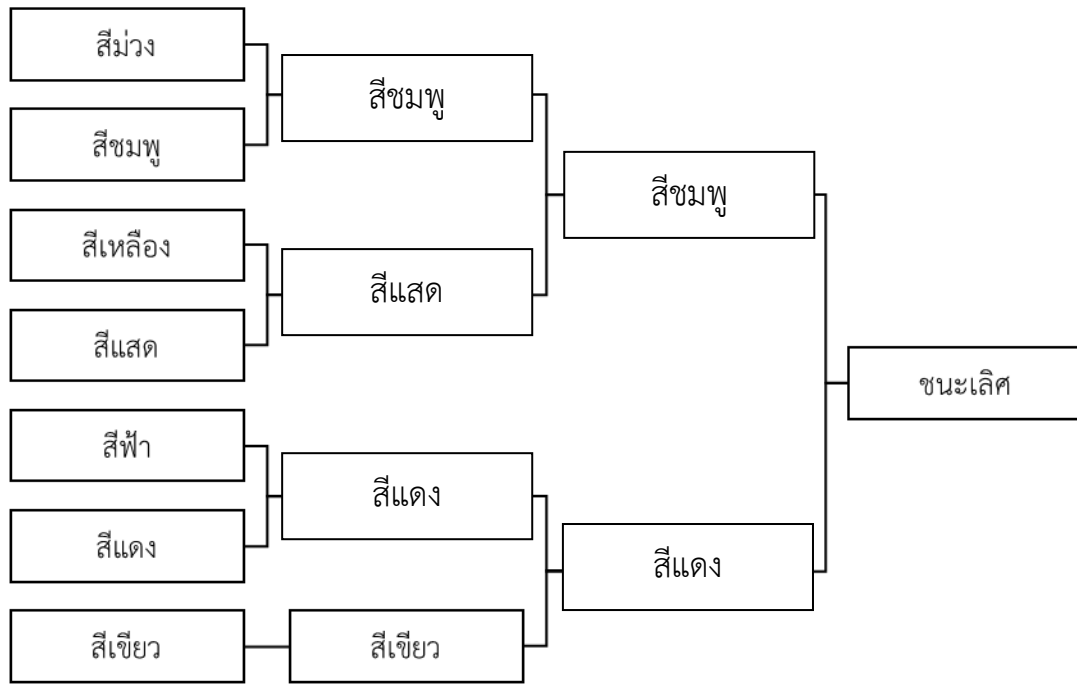 สีม่วง
สีชมพู
สีเหลือง
สีแสด
สีฟ้า
สีแดง
สีเขียว
สีชมพู
สีแสด
สีแดง
สีเขียว
สีชมพู
สีแดง
ชนะเลิศ